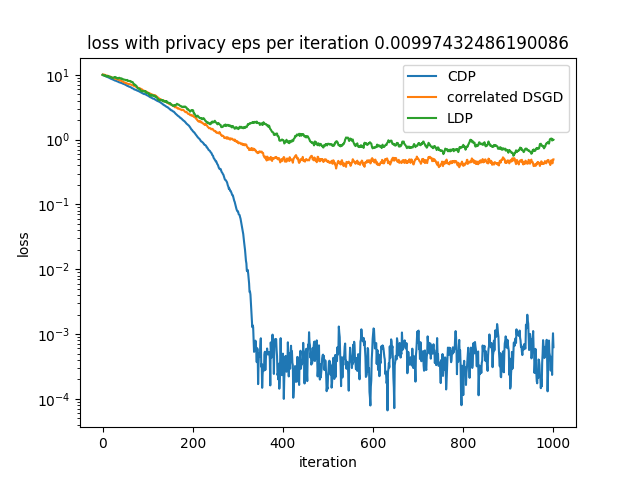 loss with privacy eps per iteration 0.00997432486190086
CDP
correlated DSGD
LDP
10¹
10⁰
10⁻¹
10⁻²
10⁻³
10⁻⁴
loss
0 200 400 600 800 1000
iteration